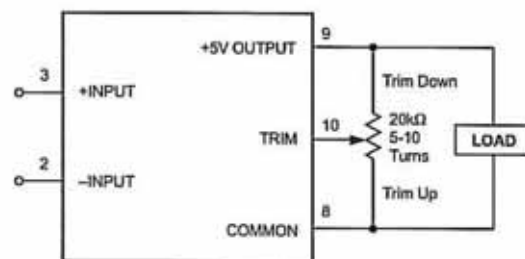 9
+5V OUTPUT
3
Trim Down
+INPUT
20kΩ
10
5-10
TRIM
Turns
LOAD
2
–INPUT
Trim Up
8
COMMON